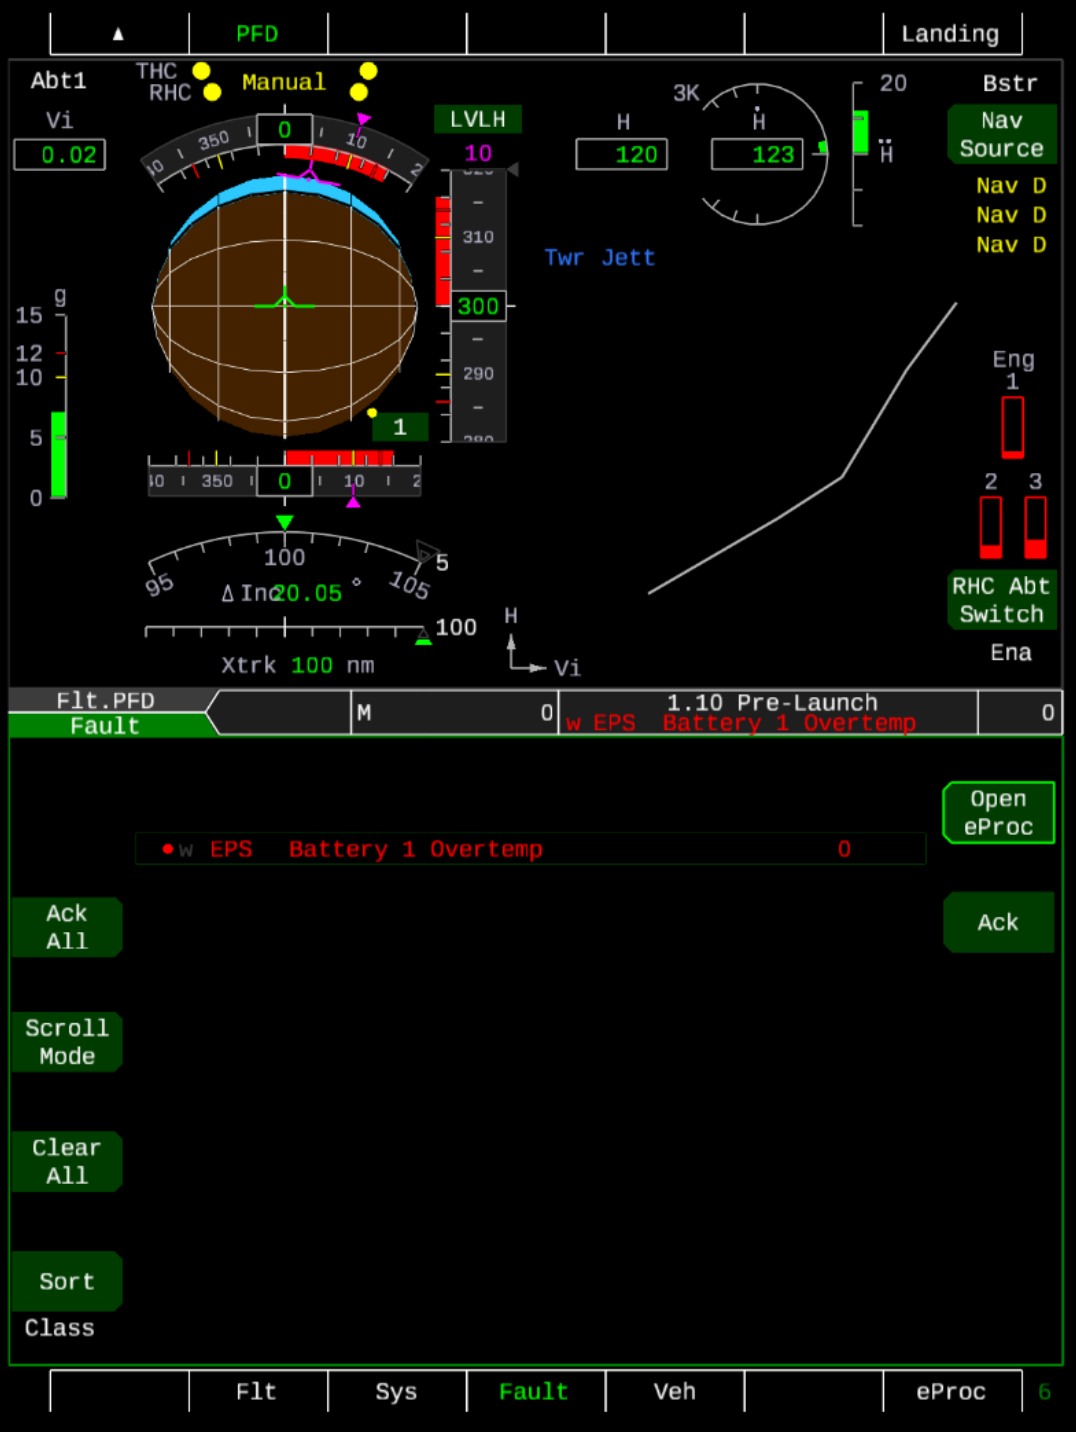 ▲ PFD Landing
Abt1 THC Manual 3K 20 Bstr
RHC
Vi 0 LVLH H Ḣ Nav
Source
0.02 350 10 10 120 123 Ḧ
Nav D
Nav D
Nav D
310
Twr Jett
g
15 300
12
10 290
Eng
1
5 1
280
350 0 10 2 3
0
100 5
95 105
Δ Inc 20.05 °
RHC Abt
Switch
100 H
Ena
Xtrk 100 nm Vi
Flt.PFD M 0 1.10 Pre-Launch 0
Fault w EPS Battery 1 Overtemp
Open
eProc
w EPS Battery 1 Overtemp 0
Ack
All
Ack
Scroll
Mode
Clear
All
Sort
Class
Flt Sys Fault Veh eProc 6